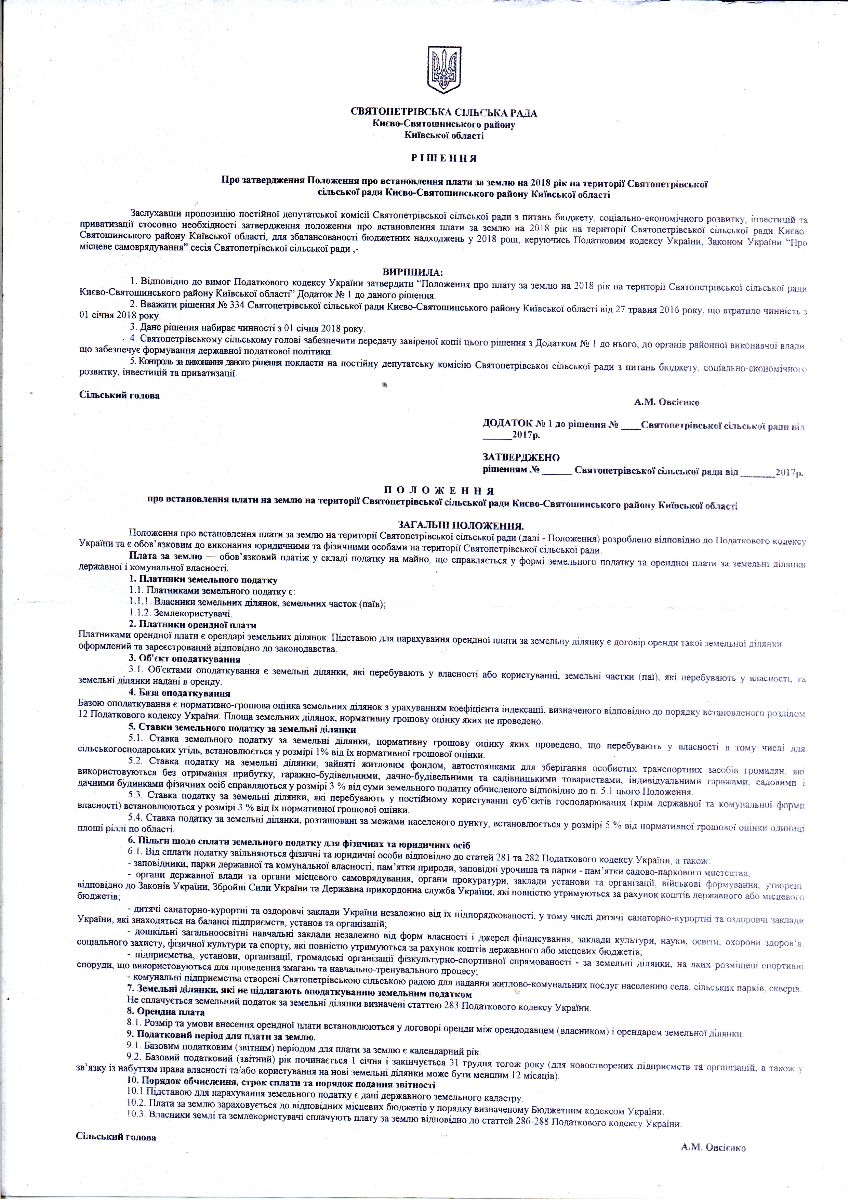 СВЯТОПЕТРІВСЬКА СІЛЬСЬКА РАДА
Києво-Святошинського району
Київської області
Р І Ш Е Н Н Я
Про затвердження Положення про встановлення плати за землю на 2018 рік на території Святопетрівської
сільської ради Києво-Святошинського району Київської області
Заслухавши пропозицію постійної депутатської комісії Святопетрівської сільської ради з питань бюджету, соціально-економічного розвитку, інвестицій та
приватизації стосовно необхідності затвердження положення про встановлення плати за землю на 2018 рік на території Святопетрівської сільської ради Києво-
Святошинського району Київської області, для збалансованості бюджетних надходжень у 2018 році, керуючись Податковим кодексу України, Законом України “Про
місцеве самоврядування” сесія Святопетрівської сільської ради ,-
ВИРІШИЛА:
1. Відповідно до вимог Податкового кодексу України затвердити “Положення про плату за землю на 2018 рік на території Святопетрівської сільської ради
Києво-Святошинського району Київської області” Додаток № 1 до даного рішення.
2. Вважати рішення № 334 Святопетрівської сільської ради Києво-Святошинського району Київської області від 27 травня 2016 року, що втратило чинність з
01 січня 2018 року.
3. Дане рішення набирає чинності з 01 січня 2018 року.
4. Святопетрівському сільському голові забезпечити передачу завіреної копії цього рішення з Додатком № 1 до нього, до органів районної виконавчої влади,
що забезпечує формування державної податкової політики.
5. Контроль за виконання даного рішення покласти на постійну депутатську комісію Святопетрівської сільської ради з питань бюджету, соціально-економічного
розвитку, інвестицій та приватизації.
Сільський голова
А.М. Овсієнко
ДОДАТОК № 1 до рішення № ____Святопетрівської сільської ради від
______2017р.
ЗАТВЕРДЖЕНО
рішенням № ______ Святопетрівської сільської ради від _______2017р.
П О Л О Ж Е Н Н Я
про встановлення плати на землю на території Святопетрівської сільської ради Києво-Святошинського району Київської області
ЗАГАЛЬНІ ПОЛОЖЕННЯ.
Положення про встановлення плати за землю на території Святопетрівської сільської ради (далі - Положення) розроблено відповідно до Податкового кодексу
України та є обов’язковим до виконання юридичними та фізичними особами на території Святопетрівської сільської ради.
Плата за землю — обов’язковий платіж у складі податку на майно, що справляється у формі земельного податку та орендної плати за земельні ділянки
державної і комунальної власності.
1. Платники земельного податку
1.1. Платниками земельного податку є:
1.1.1. Власники земельних ділянок, земельних часток (паїв);
1.1.2. Землекористувачі.
2. Платники орендної плати
Платниками орендної плати є орендарі земельних ділянок. Підставою для нарахування орендної плати за земельну ділянку є договір оренди такої земельної ділянки
оформлений та зареєстрований відповідно до законодавства.
3. Об'єкт оподаткування
3.1. Об'єктами оподаткування є земельні ділянки, які перебувають у власності або користуванні, земельні частки (паї), які перебувають у власності, та
земельні ділянки надані в оренду.
4. База оподаткування
Базою оподаткування є нормативно-грошова оцінка земельних ділянок з урахуванням коефіцієнта індексації, визначеного відповідно до порядку встановленого розділом
12 Податкового кодексу України. Площа земельних ділянок, нормативну грошову оцінку яких не проведено.
5. Ставки земельного податку за земельні ділянки
5.1. Ставка земельного податку за земельні ділянки, нормативну грошову оцінку яких проведено, що перебувають у власності в тому числі для
сільськогосподарських угідь, встановлюється у розмірі 1% від їх нормативної грошової оцінки.
5.2. Ставка податку на земельні ділянки, зайняті житловим фондом, автостоянками для зберігання особистих транспортних засобів громадян, які
використовуються без отримання прибутку, гаражно-будівельними, дачно-будівельними та садівницькими товариствами, індивідуальними гаражами, садовими і
дачними будинками фізичних осіб справляються у розмірі 3 % від суми земельного податку обчисленого відповідно до п. 5.1 цього Положення.
5.3. Ставка податку за земельні ділянки, які перебувають у постійному користуванні суб’єктів господарювання (крім державної та комунальної форми
власності) встановлюються у розмірі 3 % від їх нормативної грошової оцінки.
5.4. Ставка податку за земельні ділянки, розташовані за межами населеного пункту, встановлюється у розмірі 5 % від нормативної грошової оцінки одиниці
площі ріллі по області.
6. Пільги щодо сплати земельного податку для фізичних та юридичних осіб
6.1. Від сплати податку звільняються фізичні та юридичні особи відповідно до статей 281 та 282 Податкового кодексу України, а також:
- заповідники, парки державної та комунальної власності, пам’ятки природи, заповідні урочища та парки - пам’ятки садово-паркового мистецтва;
- органи державної влади та органи місцевого самоврядування, органи прокуратури, заклади установи та організації, військові формування, утворені
відповідно до Законів України, Збройні Сили України та Державна прикордонна служба України, які повністю утримуються за рахунок коштів державного або місцевого
бюджетів;
- дитячі санаторно-курортні та оздоровчі заклади України незалежно від їх підпорядкованості, у тому числі дитячі санаторно-курортні та оздоровчі заклади
України, які знаходяться на балансі підприємств, установ та організацій;
- дошкільні загальноосвітні навчальні заклади незалежно від форм власності і джерел фінансування, заклади культури, науки, освіти, охорони здоров’я,
соціального захисту, фізичної культури та спорту, які повністю утримуються за рахунок коштів державного або місцевих бюджетів;
- підприємства, установи, організації, громадські організації фізкультурно-спортивної спрямованості - за земельні ділянки, на яких розміщені спортивні
споруди, що використовуються для проведення змагань та навчально-тренувального процесу;
- комунальні підприємства створені Святопетрівською сільською радою для надання житлово-комунальних послуг населенню села, сільських парків, скверів.
7. Земельні ділянки, які не підлягають оподаткуванню земельним податком
Не сплачується земельний податок за земельні ділянки визначені статтею 283 Податкового кодексу України.
8. Орендна плата
8.1. Розмір та умови внесення орендної плати встановлюються у договорі оренди між орендодавцем (власником) і орендарем земельної ділянки
9. Податковий період для плати за землю.
9.1. Базовим податковим (звітним) періодом для плати за землю є календарний рік.
9.2. Базовий податковий (звітний) рік починається 1 січня і закінчується 31 грудня тогож року (для новостворених підприємств та організацій, а також у
зв’язку із набуттям права власності та/або користування на нові земельні ділянки може бути меншим 12 місяців).
10. Порядок обчислення, строк сплати та порядок подання звітності
10.1 Підставою для нарахування земельного податку є дані державного земельного кадастру.
10.2. Плата за землю зараховується до відповідних місцевих бюджетів у порядку визначеному Бюджетним кодексом України.
10.3. Власники землі та землекористувачі сплачують плату за землю відповідно до статтей 286-288 Податкового кодексу України.
Сільський голова
А.М. Овсієнко